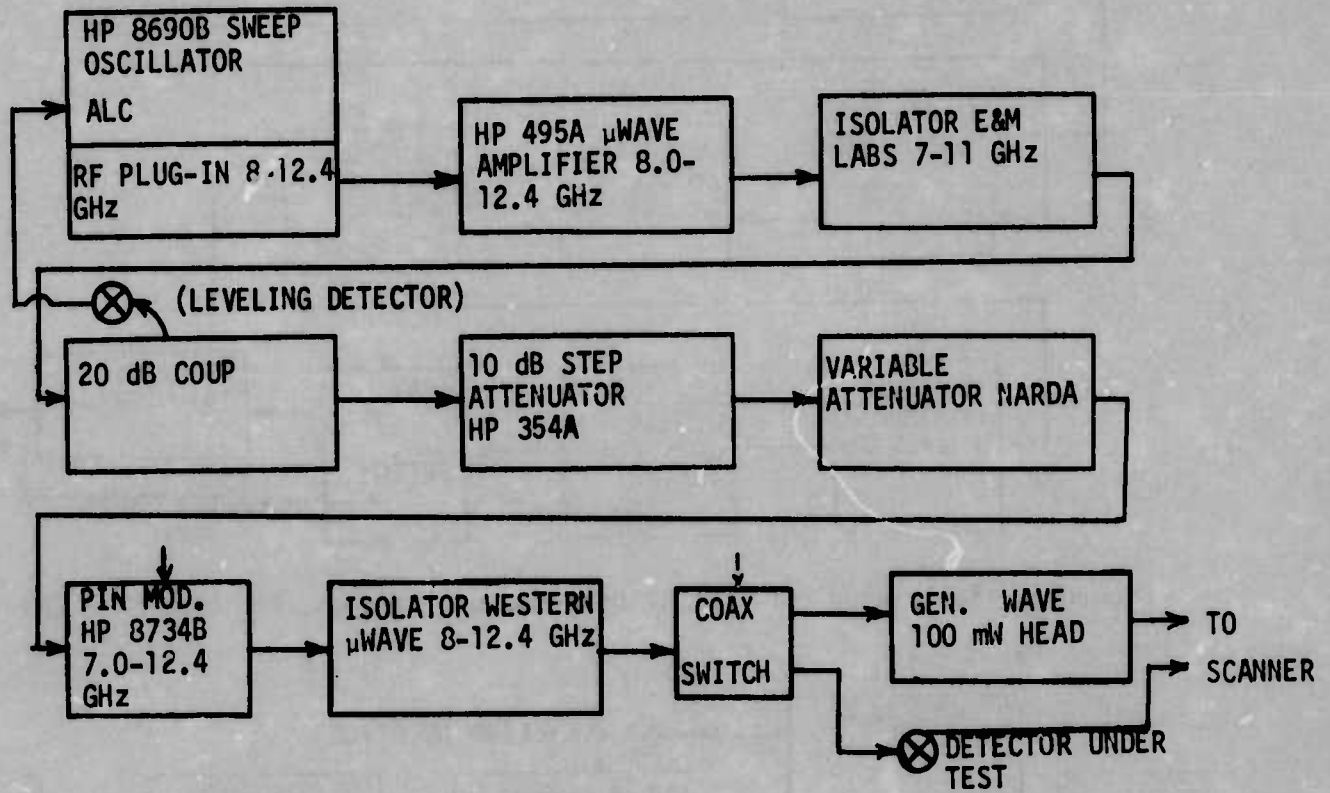 HP 8690B SWEEP
OSCILLATOR
ALC
RF PLUG-IN 8-12.4
GHz
HP 495A μWAVE
AMPLIFIER 8.0-
12.4 GHz
ISOLATOR E&M
LABS 7-11 GHz
(LEVELING DETECTOR)
20 dB COUP
10 dB STEP
ATTENUATOR
HP 354A
VARIABLE
ATTENUATOR NARDA
PIN MOD.
HP 8734B
7.0-12.4
GHz
ISOLATOR WESTERN
μWAVE 8-12.4 GHz
COAX
SWITCH
GEN. WAVE
100 mW HEAD
TO
SCANNER
DETECTOR UNDER
TEST